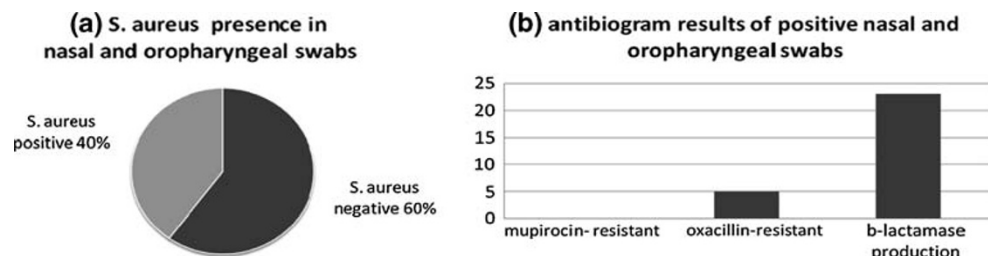 (a) S. aureus presence in
nasal and oropharyngeal swabs
S. aureus
positive 40%
S. aureus
negative 60%
(b) antibiogram results of positive nasal and
oropharyngeal swabs
25
20
15
10
5
0
mupirocin- resistant
oxacillin-resistant
b-lactamase
production